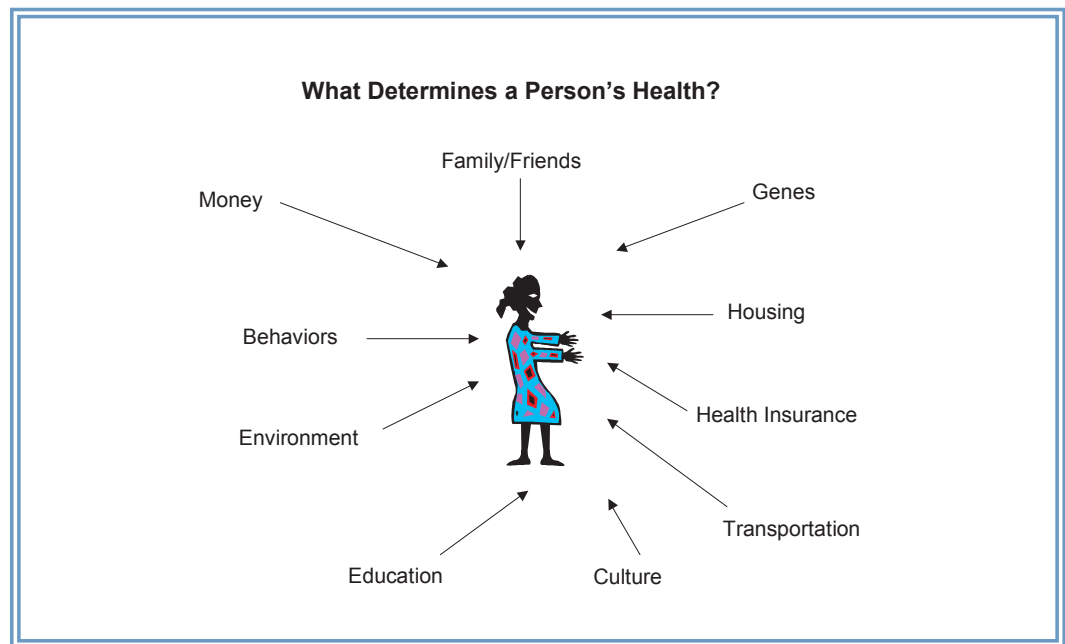 What Determines a Person’s Health?
Family/Friends
Money
Genes
Housing
Behaviors
Health Insurance
Environment
Transportation
Education
Culture